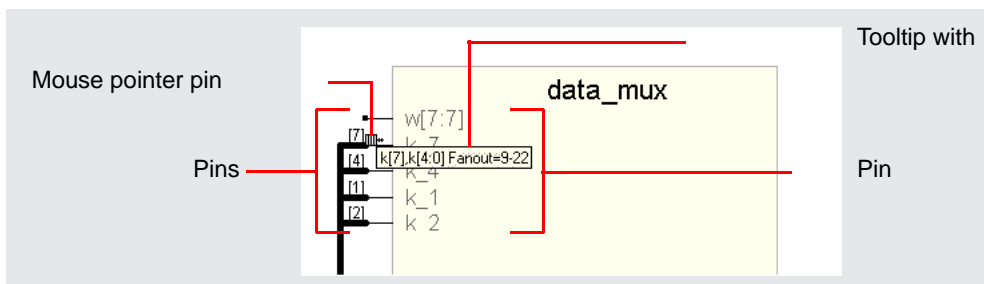 Tooltip with
Mouse pointer pin
data_mux
w[7:7]
[7]
k_7
k[7],k[4:0] Fanout=9-22
Pins
[4]
k_4
Pin
[1]
k_1
[2]
k_2